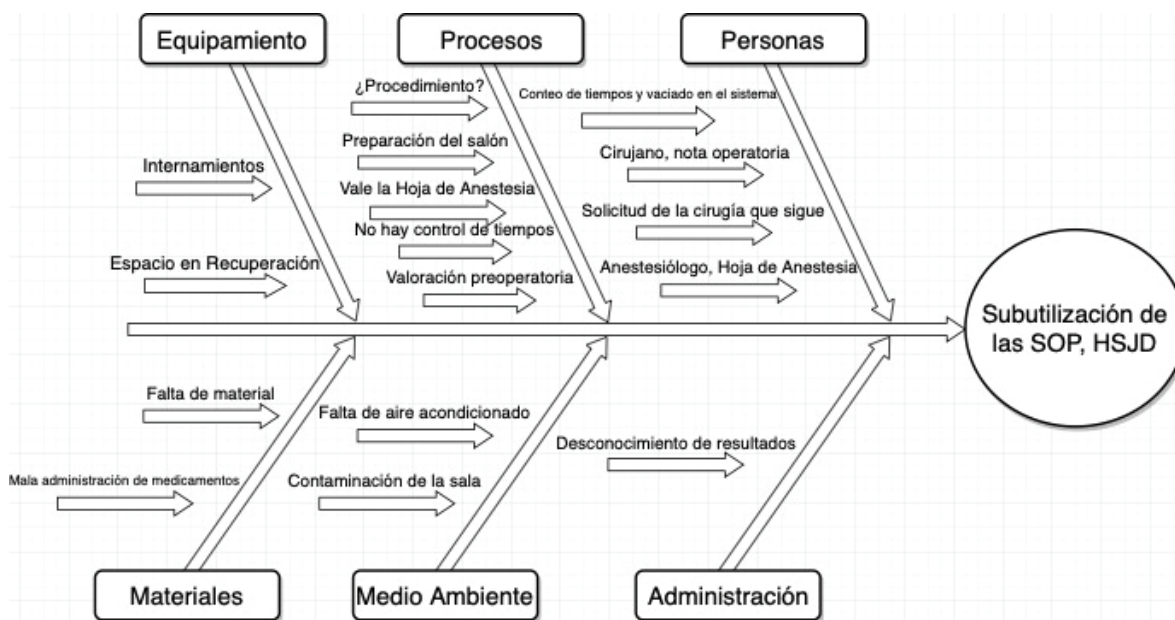 Equipamiento
Procesos
Personas
¿Procedimiento?
Conteo de tiempos y vaciado en el sistema
Preparación del salón
Cirujano, nota operatoria
Internamientos
Vale la Hoja de Anestesia
Solicitud de la cirugía que sigue
No hay control de tiempos
Espacio en Recuperación
Valoración preoperatoria
Anestesiólogo, Hoja de Anestesia
Subutilización de
las SOP, HSJD
Falta de material
Falta de aire acondicionado
Desconocimiento de resultados
Mala administración de medicamentos
Contaminación de la sala
Materiales
Medio Ambiente
Administración